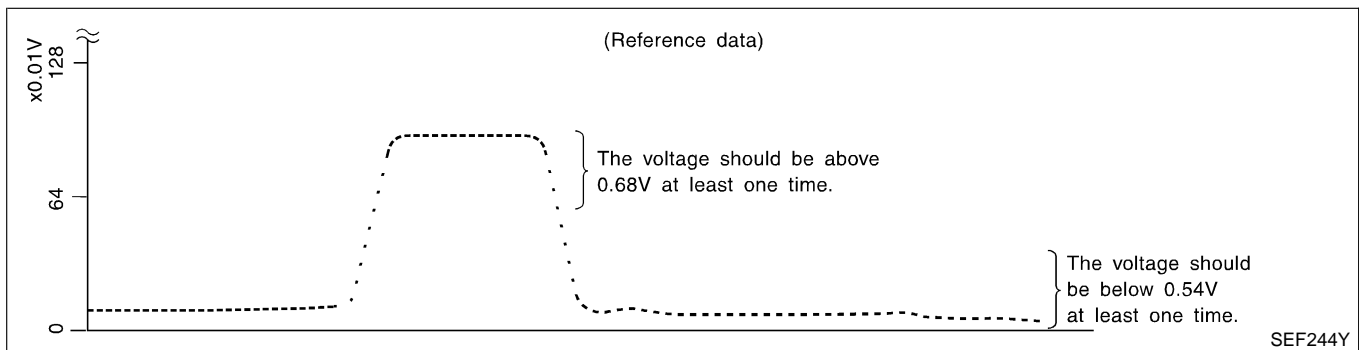 (Reference data)
x0.01V
128
64
0
The voltage should be above
0.68V at least one time.
The voltage should
be below 0.54V
at least one time.
SEF244Y